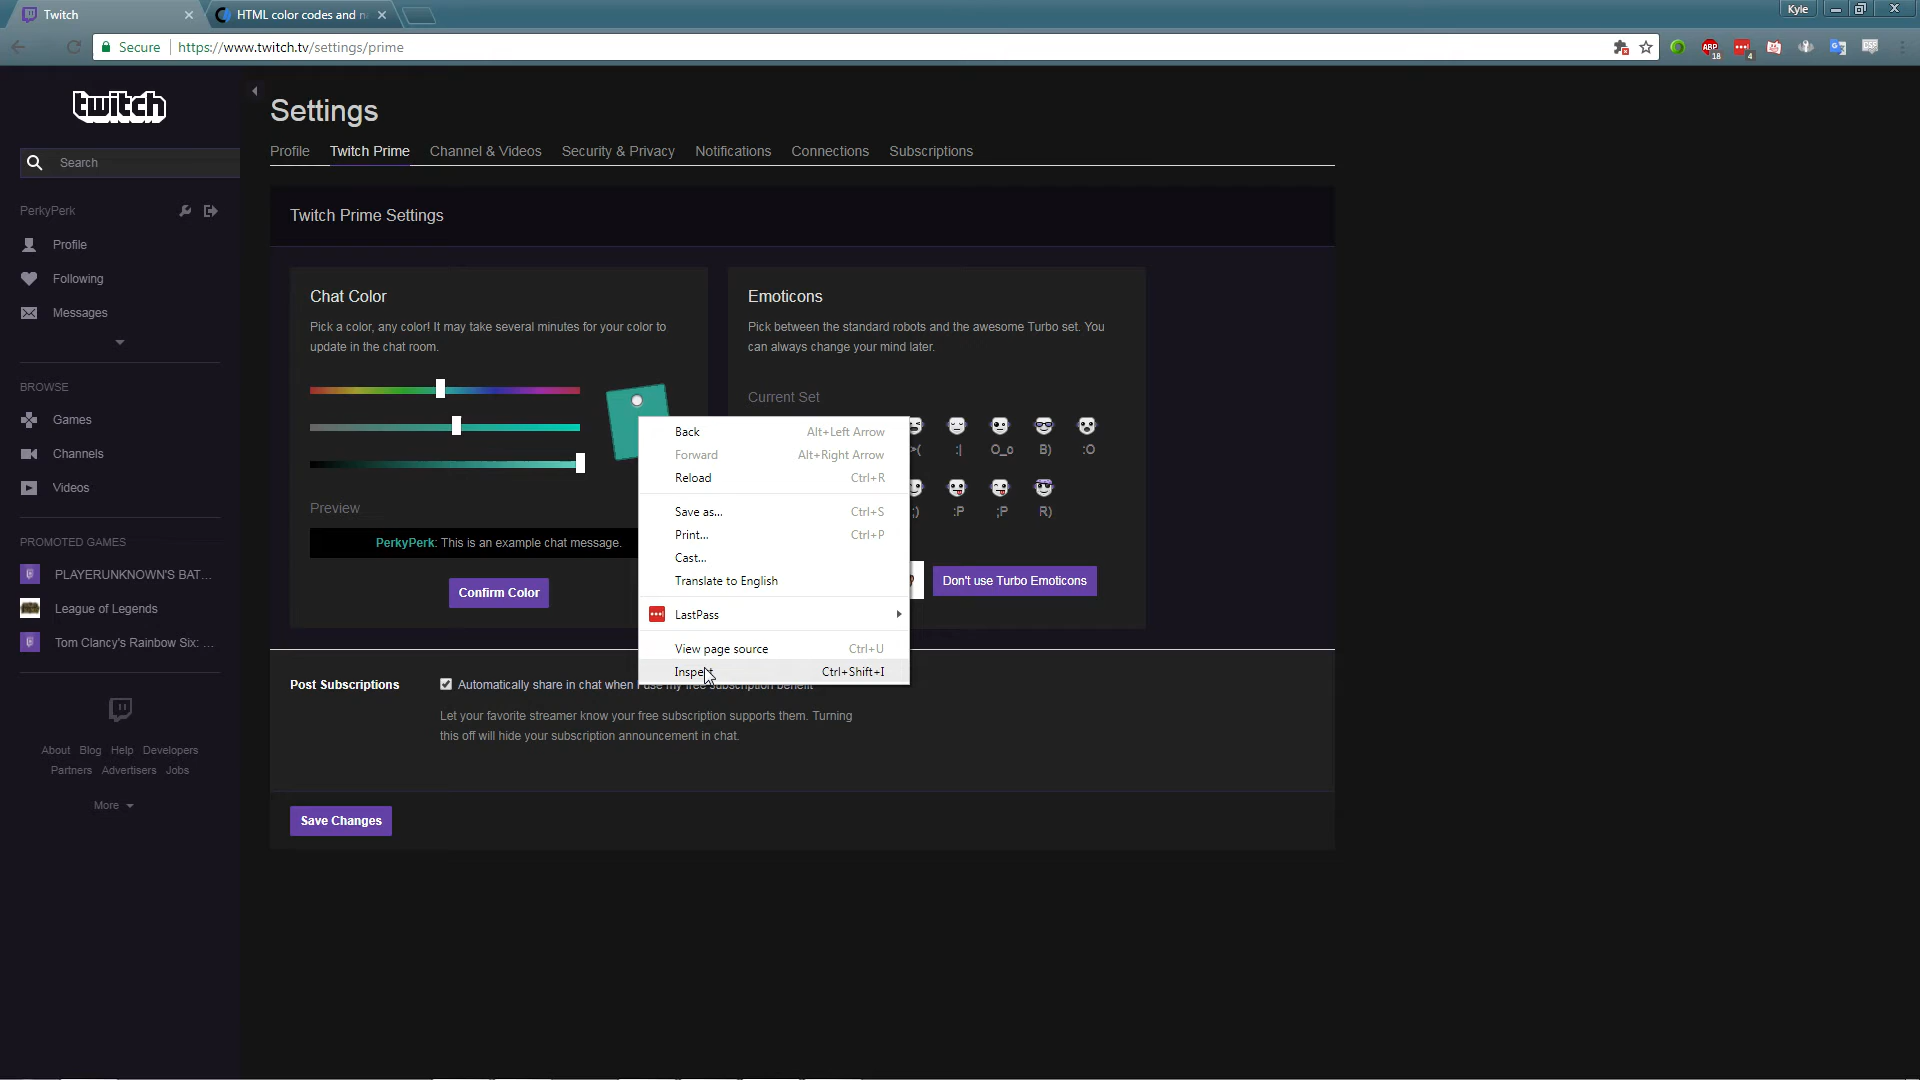 Twitch
HTML color codes and n
Kyle
Secure
https://www.twitch.tv/settings/prime
ABP
18
4
twitch
Search
PerkyPerk
Profile
Following
Messages
BROWSE
Games
Channels
Videos
PROMOTED GAMES
PLAYERUNKNOWN'S BAT...
League of Legends
Tom Clancy's Rainbow Six: ...
About Blog Help Developers
Partners Advertisers Jobs
More
Settings
Profile Twitch Prime Channel & Videos Security & Privacy Notifications Connections Subscriptions
Twitch Prime Settings
Chat Color
Pick a color, any color! It may take several minutes for your color to
update in the chat room.
Preview
PerkyPerk: This is an example chat message.
Confirm Color
Emoticons
Pick between the standard robots and the awesome Turbo set. You
can always change your mind later.
Current Set
>( :| O_o B) :O
;) :P ;P R)
Don't use Turbo Emoticons
Back Alt+Left Arrow
Forward Alt+Right Arrow
Reload Ctrl+R
Save as... Ctrl+S
Print... Ctrl+P
Cast...
Translate to English
LastPass
View page source Ctrl+U
Inspect Ctrl+Shift+I
Post Subscriptions
Automatically share in chat when I use my free subscription benefit
Let your favorite streamer know your free subscription supports them. Turning
this off will hide your subscription announcement in chat.
Save Changes